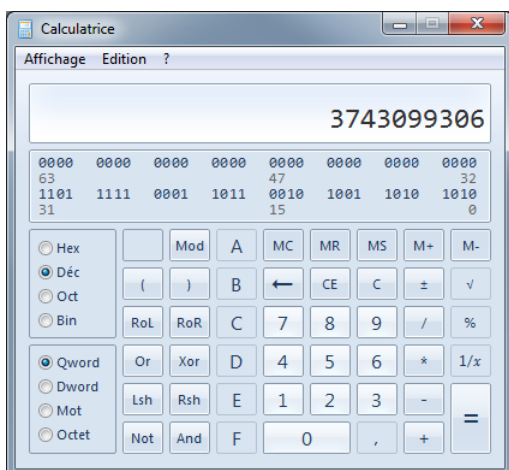 Calculatrice
Affichage Edition ?
3743099306
0000 0000 0000 0000 0000 0000 0000 0000
63 47 32
1101 1111 0001 1011 0010 1001 1010 1010
31 15 0
Hex Mod A MC MR MS M+ M-
Déc ( ) B ← CE C ± √
Oct
Bin RoL RoR C 7 8 9 / %
Qword Or Xor D 4 5 6 * 1/x
Dword Lsh Rsh E 1 2 3 - =
Mot
Octet Not And F 0 , +